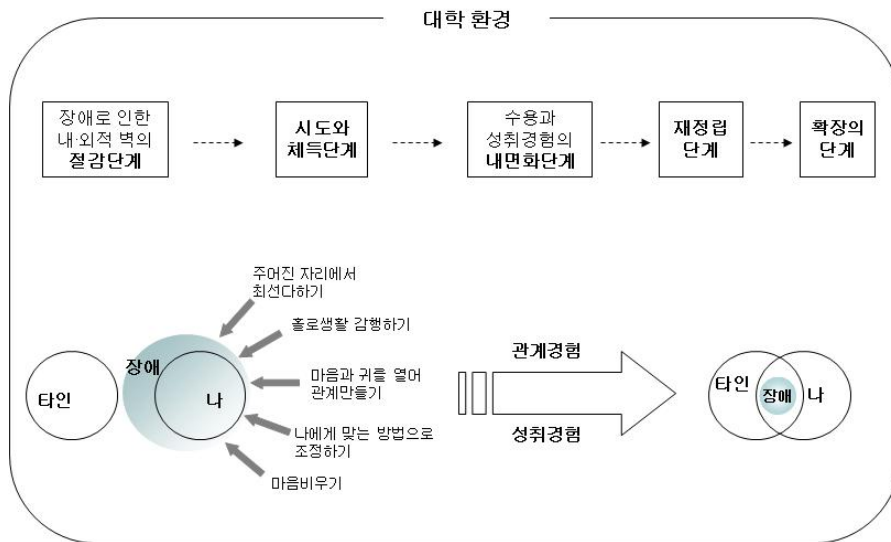 대학 환경
장애로 인한
내·외적 벽의
절감단계
시도와
체득단계
수용과
성취경험의
내면화단계
재정립
단계
확장의
단계
주어진 자리에서
최선다하기
홀로생활 감행하기
마음과 귀를 열어
관계만들기
나에게 맞는 방법으로
조정하기
마음비우기
타인
장애
나
관계경험
성취경험
타인
장애
나